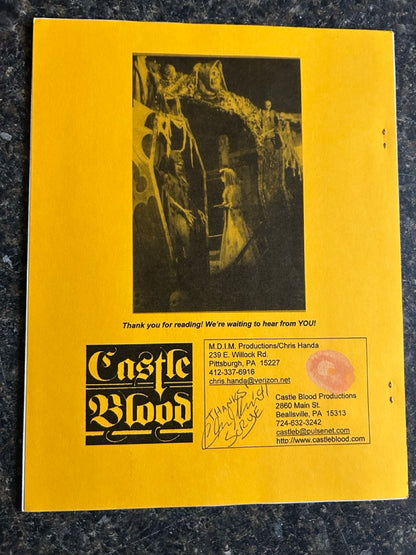 Thank you for reading! We're waiting to hear from YOU!
Castle
Blood
M.D.I.M. Productions/Chris Handa
239 E. Willock Rd.
Pittsburgh, PA 15227
412-337-6916
chris.handa@verizon.net
THANKS
Castle Blood Productions
2860 Main St.
Beallsville, PA 15313
724-632-3242
castleb@pulsenet.com
http://www.castleblood.com